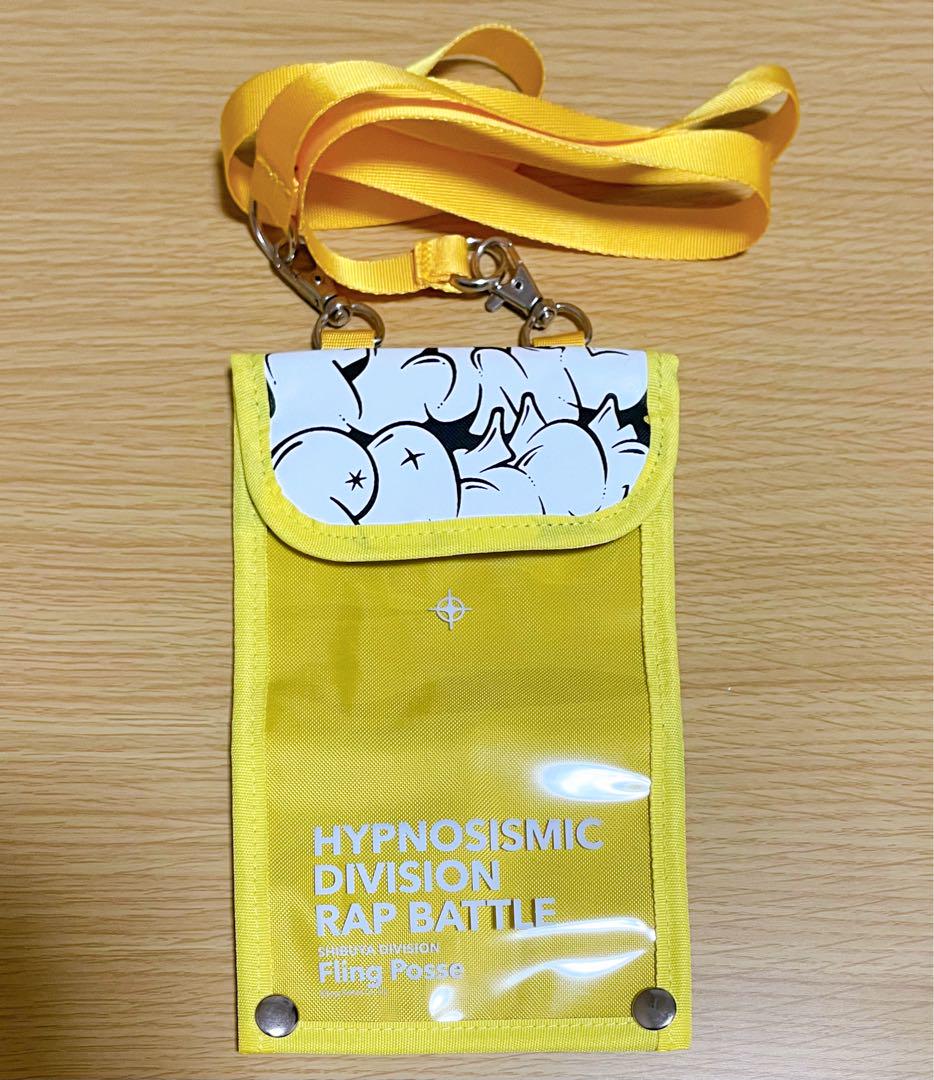 HYPNOSISMIC
DIVISION
RAP BATTLE
SHIBUYA DIVISION
Fling Posse